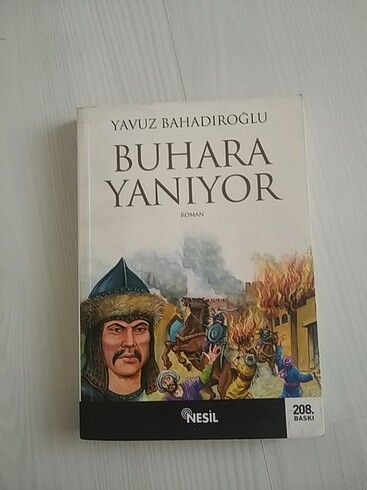 YAVUZ BAHADIROĞLU
BUHARA
YANIYOR
ROMAN
NESİL
208.
BASKI